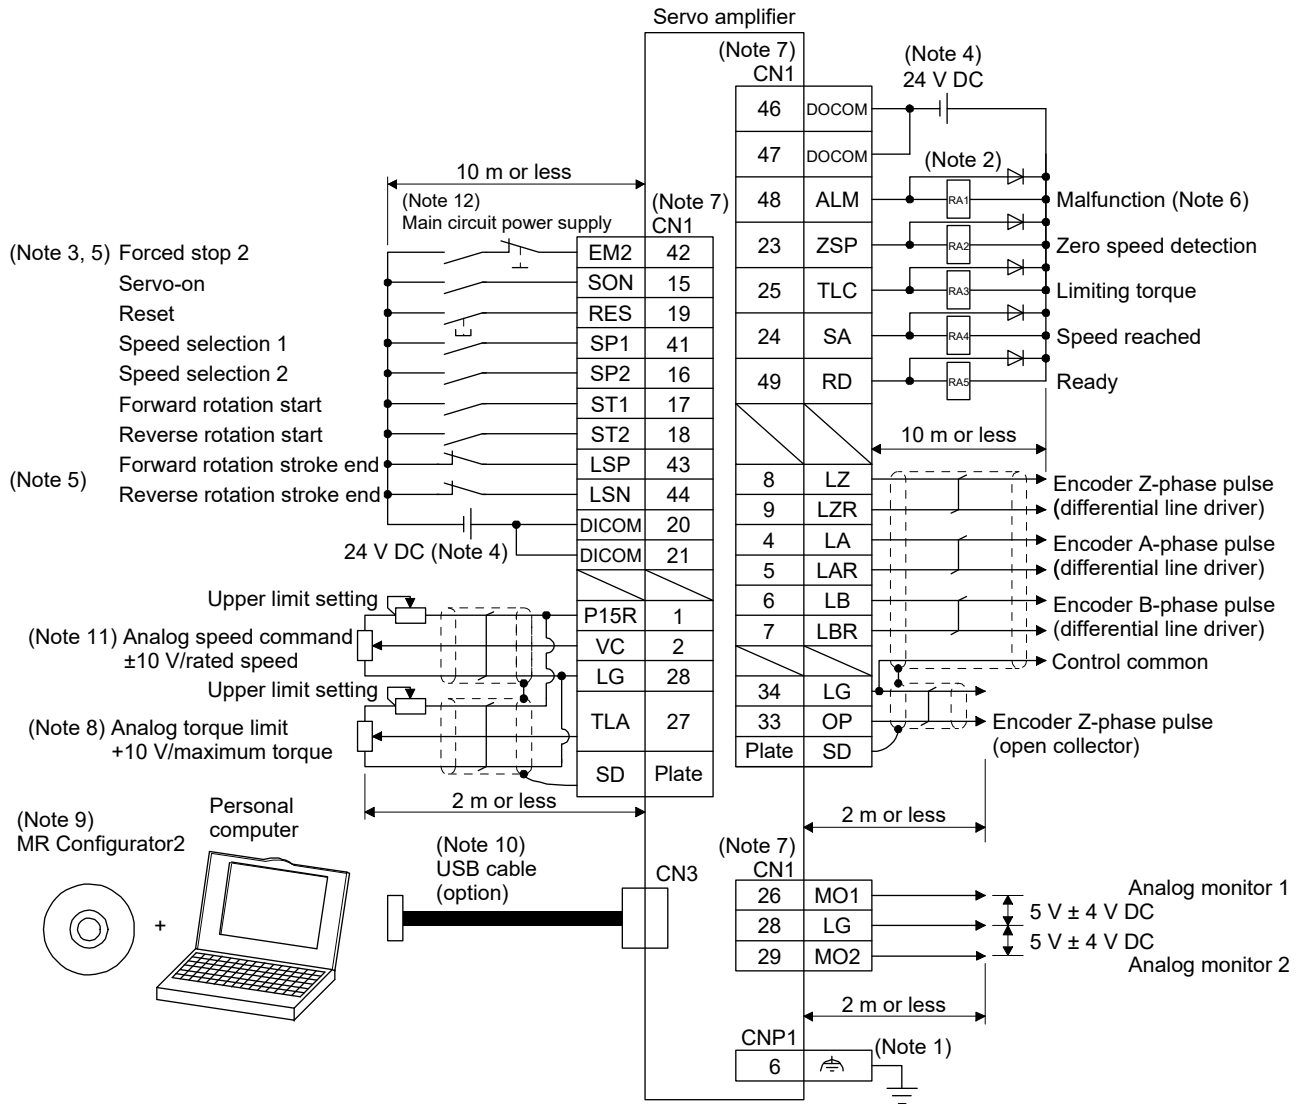 Servo amplifier
(Note 7)
CN1
(Note 4)
24 V DC
46 DOCOM
47 DOCOM
(Note 2)
48 ALM RA1 Malfunction (Note 6)
23 ZSP RA2 Zero speed detection
25 TLC RA3 Limiting torque
24 SA RA4 Speed reached
49 RD RA5 Ready
10 m or less
8 LZ
9 LZR
Encoder Z-phase pulse
(differential line driver)
4 LA
5 LAR
Encoder A-phase pulse
(differential line driver)
6 LB
7 LBR
Encoder B-phase pulse
(differential line driver)
Control common
34 LG
33 OP
Encoder Z-phase pulse
(open collector)
Plate SD
2 m or less
10 m or less
(Note 12)
Main circuit power supply
(Note 7)
CN1
(Note 3, 5) Forced stop 2 EM2 42
Servo-on SON 15
Reset RES 19
Speed selection 1 SP1 41
Speed selection 2 SP2 16
Forward rotation start ST1 17
Reverse rotation start ST2 18
Forward rotation stroke end LSP 43
(Note 5)
Reverse rotation stroke end LSN 44
DICOM 20
24 V DC (Note 4) DICOM 21
Upper limit setting P15R 1
(Note 11) Analog speed command VC 2
±10 V/rated speed
LG 28
Upper limit setting
(Note 8) Analog torque limit TLA 27
+10 V/maximum torque
SD Plate
2 m or less
(Note 9)
MR Configurator2
+
Personal
computer
(Note 10)
USB cable
(option)
CN3
(Note 7)
CN1
26 MO1 Analog monitor 1
5 V ± 4 V DC
28 LG
5 V ± 4 V DC
29 MO2 Analog monitor 2
2 m or less
CNP1
6
(Note 1)